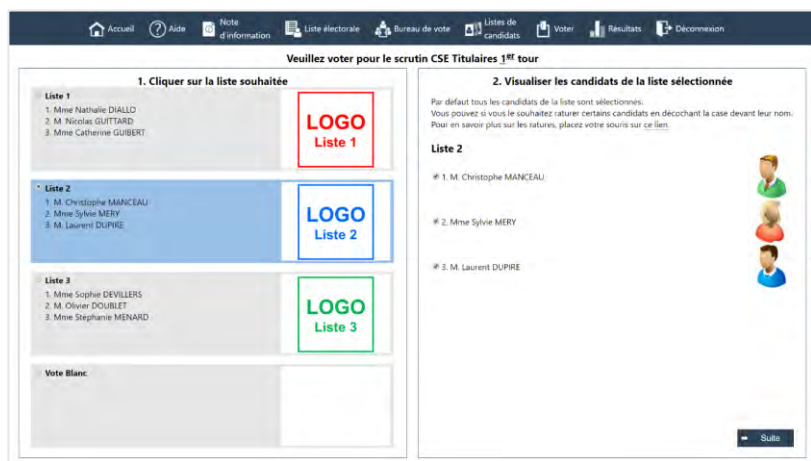 Accueil
Aide
Note
d'information
Liste électorale
Bureau de vote
Listes de
candidats
Voter
Résultats
Déconnexion
Veuillez voter pour le scrutin CSE Titulaires 1er tour
1. Cliquer sur la liste souhaitée
Liste 1
1. Mme Nathalie DIALLO
2. M. Nicolas GUITTARD
3. Mme Catherine GUIBERT
LOGO
Liste 1
Liste 2
1. M. Christophe MANCEAU
2. Mme Sylvie MERY
3. M. Laurent DUPIRE
LOGO
Liste 2
Liste 3
1. Mme Sophie DEVILLERS
2. M. Olivier DOUBLET
3. Mme Stéphanie MENARD
LOGO
Liste 3
Vote Blanc
2. Visualiser les candidats de la liste sélectionnée
Par défaut tous les candidats de la liste sont sélectionnés.
Vous pouvez si vous le souhaitez raturer certains candidats en décochant la case devant leur nom.
Pour en savoir plus sur les ratures, placez votre souris sur ce lien.
Liste 2
1. M. Christophe MANCEAU
2. Mme Sylvie MERY
3. M. Laurent DUPIRE
Suite